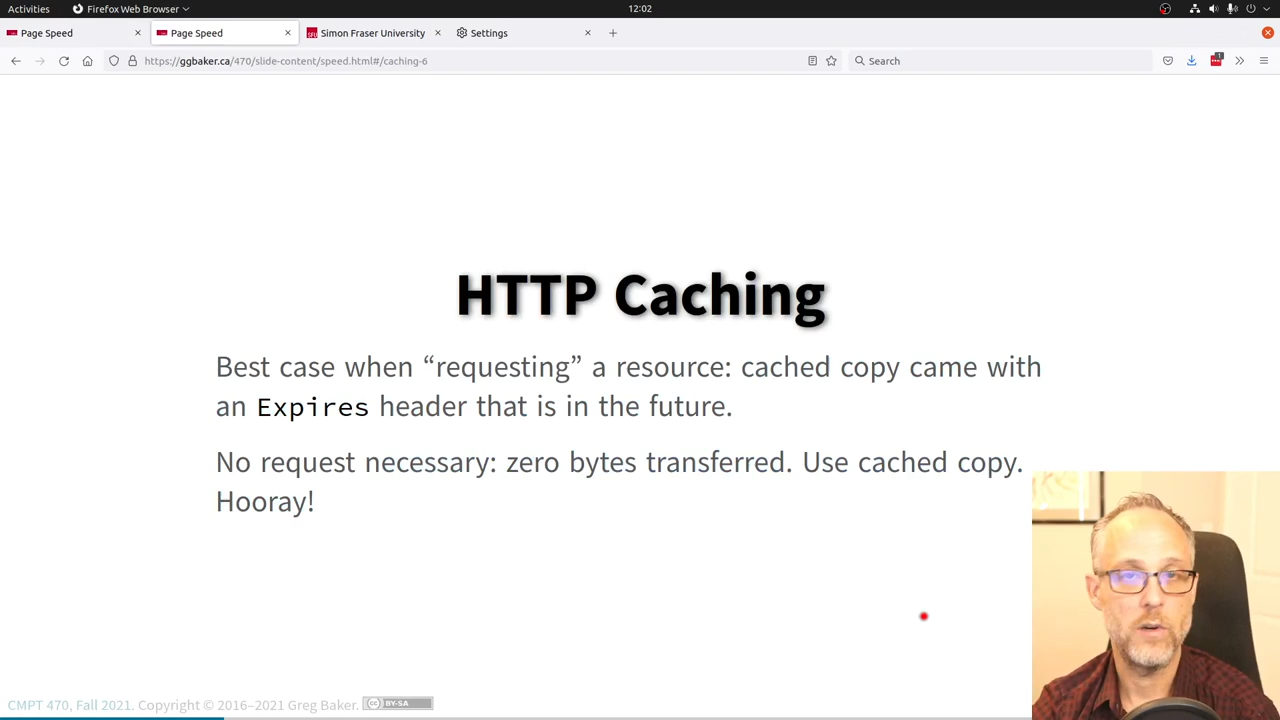 Activities
Firefox Web Browser
12:02
Page Speed
Page Speed
Simon Fraser University
Settings
https://ggbaker.ca/470/slide-content/speed.html#/caching-6
Search
1
HTTP Caching
Best case when “requesting” a resource: cached copy came with
an Expires header that is in the future.
No request necessary: zero bytes transferred. Use cached copy.
Hooray!
CMPT 470, Fall 2021. Copyright © 2016–2021 Greg Baker.
BY-SA